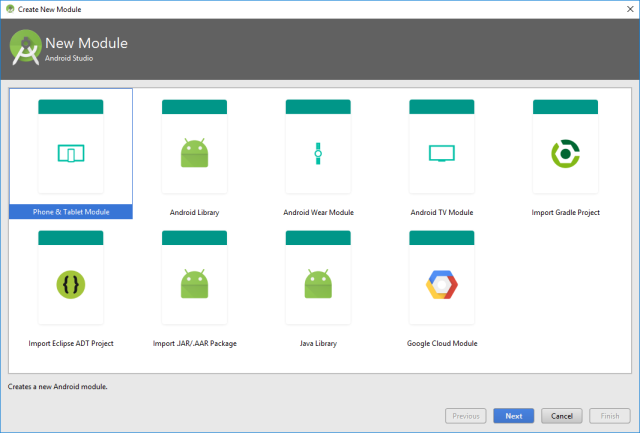 Create New Module
New Module
Android Studio
Phone & Tablet Module
Android Library
Android Wear Module
Android TV Module
Import Gradle Project
{}
Import Eclipse ADT Project
Import .JAR/.AAR Package
Java Library
Google Cloud Module
Creates a new Android module.
Previous
Next
Cancel
Finish